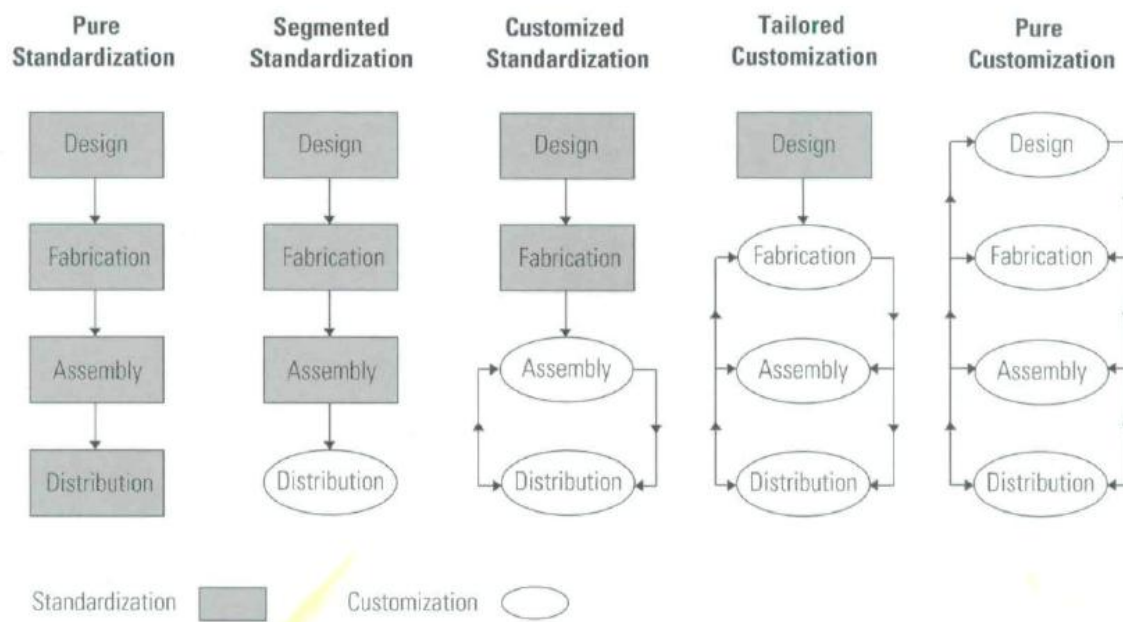 Pure
Standardization
Segmented
Standardization
Customized
Standardization
Tailored
Customization
Pure
Customization
Design
Design
Design
Design
Design
Fabrication
Fabrication
Fabrication
Fabrication
Fabrication
Assembly
Assembly
Assembly
Assembly
Assembly
Distribution
Distribution
Distribution
Distribution
Distribution
Standardization
Customization